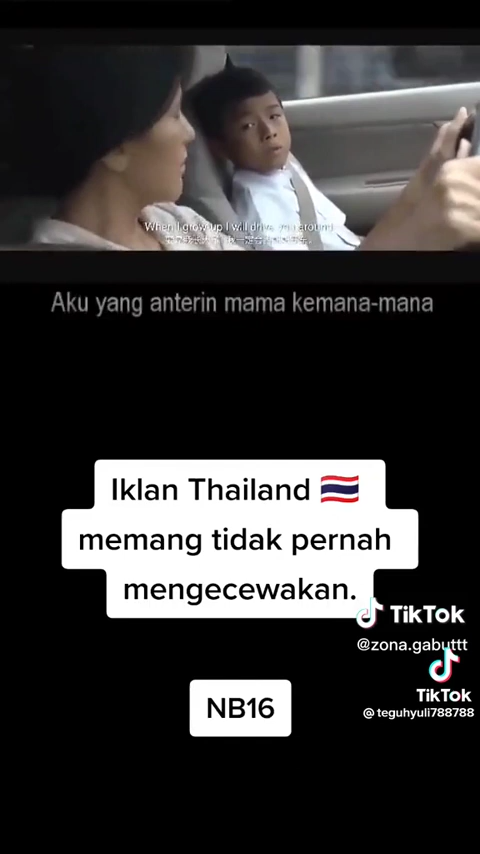 When I grow up I will drive you around
Aku yang anterin mama kemana-mana
Iklan Thailand 🇹🇭
memang tidak pernah
mengecewakan.
TikTok
@zona.gabuttt
TikTok
@teguhyuli788788
NB16